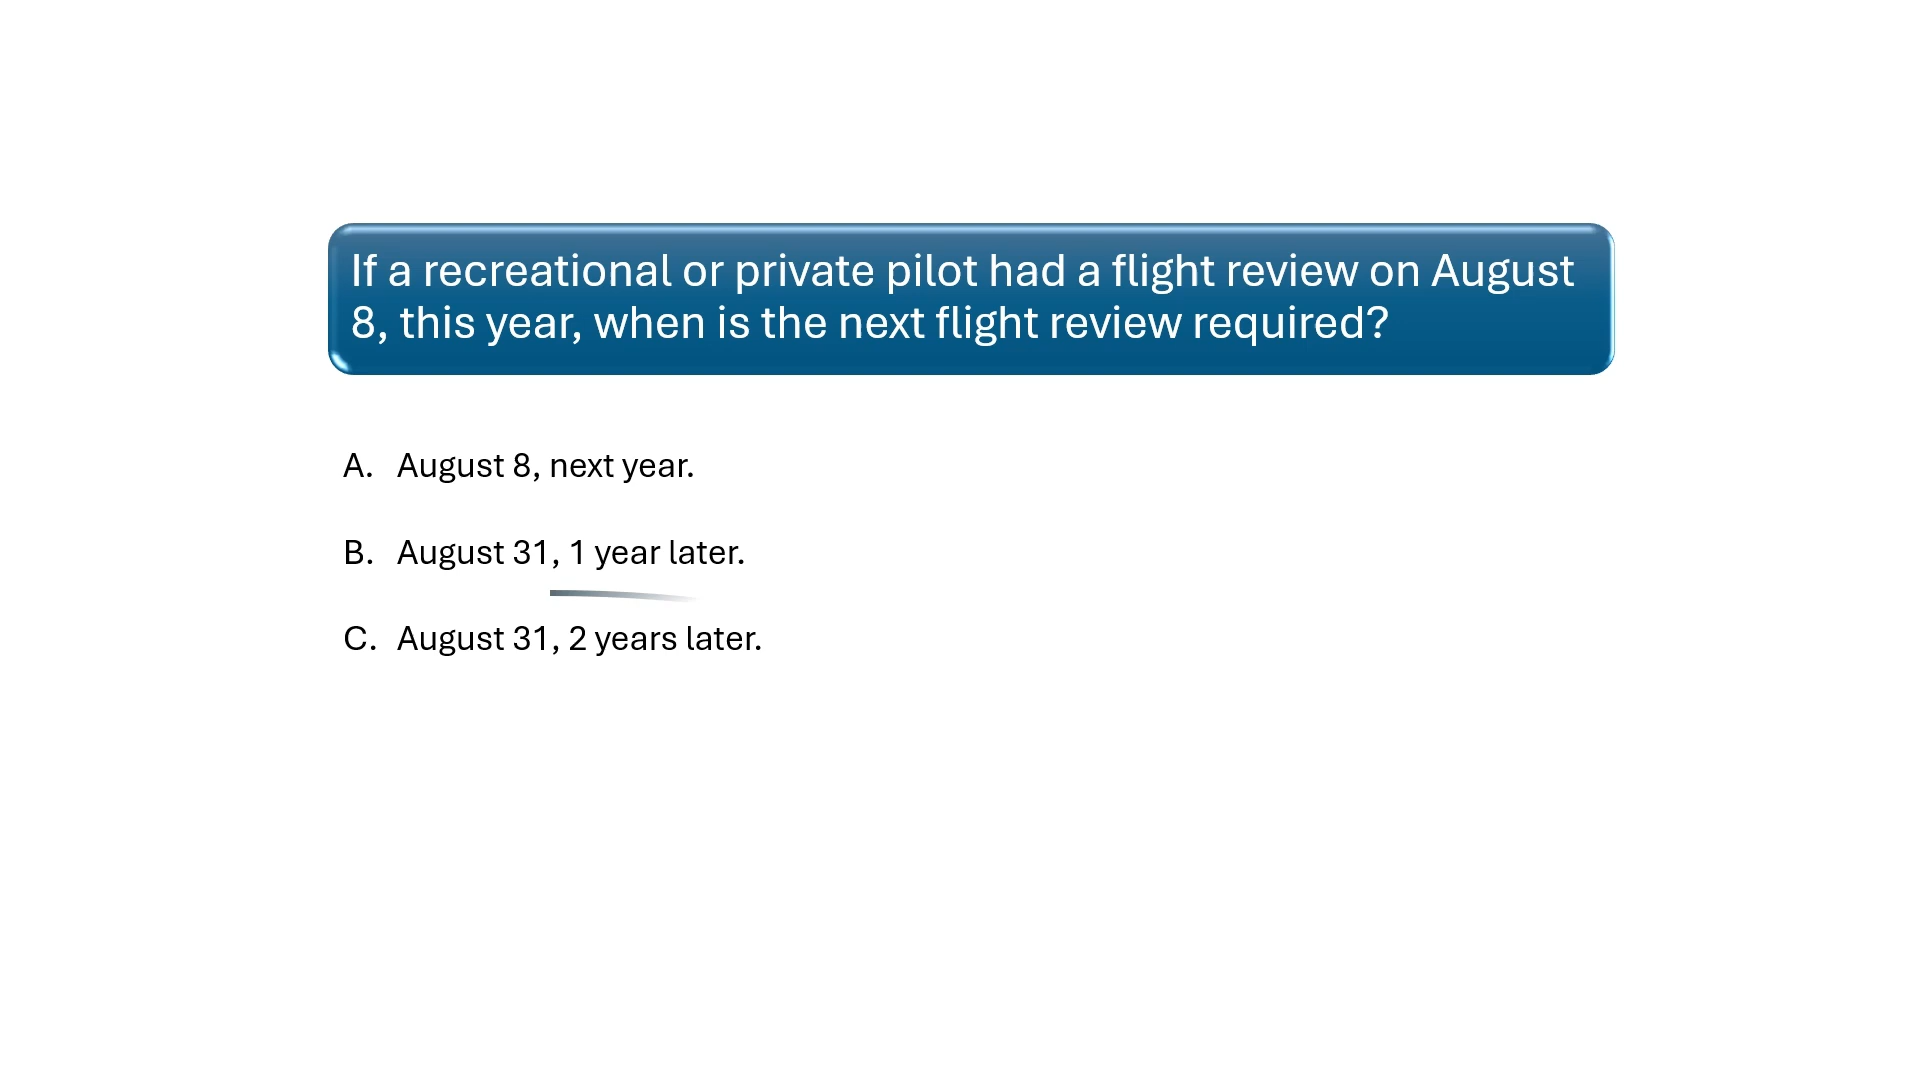 If a recreational or private pilot had a flight review on August
8, this year, when is the next flight review required?
A. August 8, next year.
B. August 31, 1 year later.
C. August 31, 2 years later.